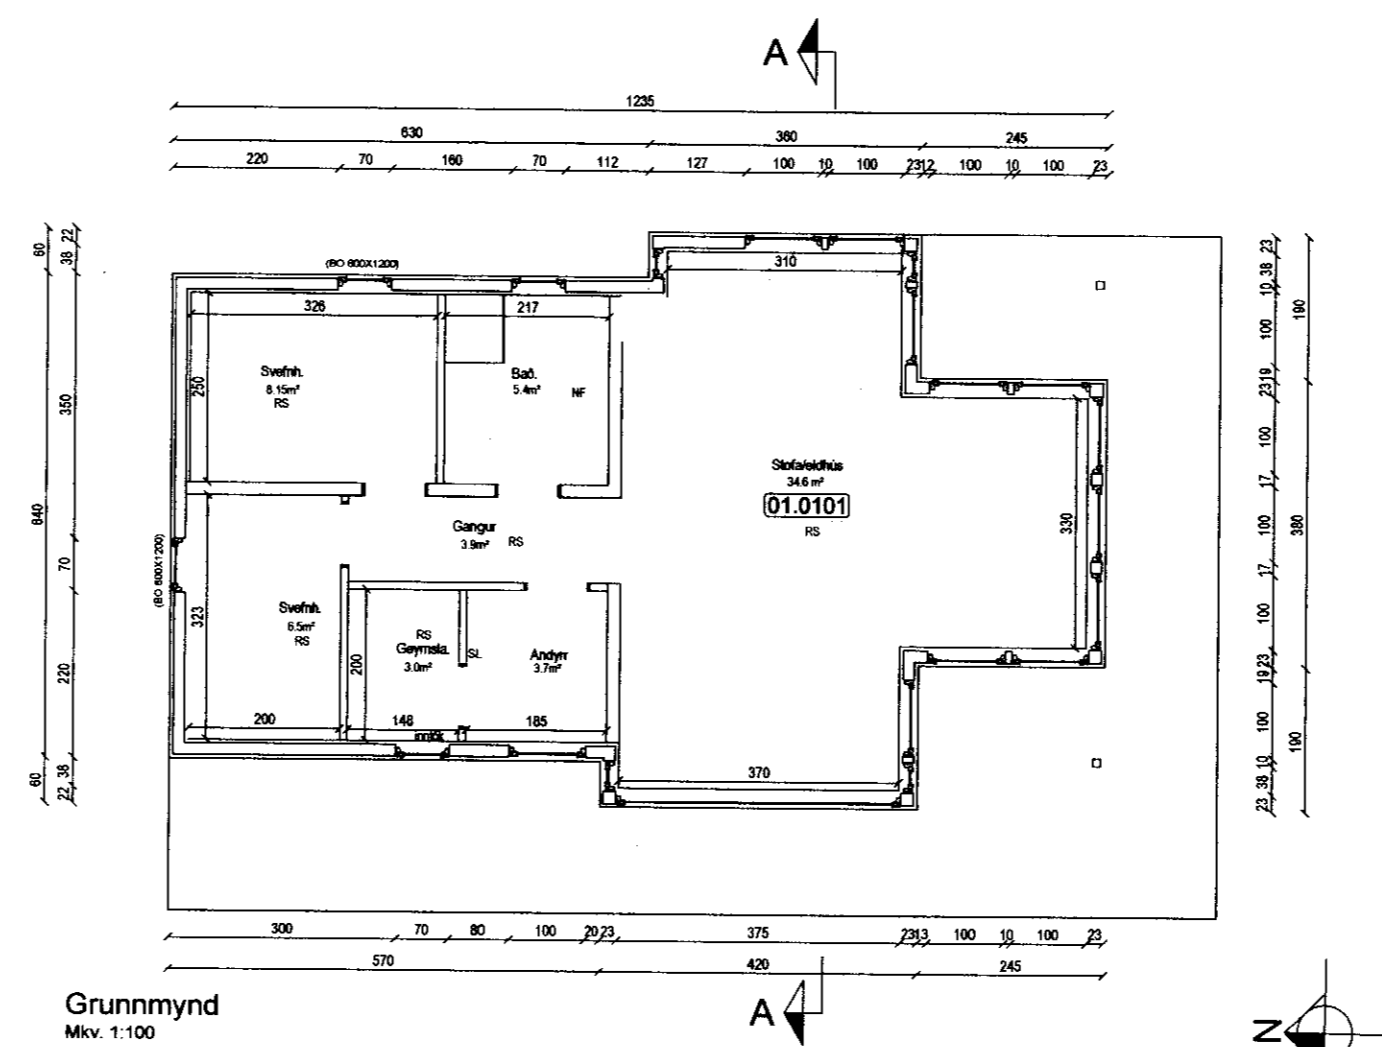 A
1235
630 360 245
220 70 160 70 112 127 100 10 100 23 12 100 10 100 23
(BO 600X1200)
310
326 217
Svefnh.
8.15m²
RS
250
Bað.
5.4m²
NF
Stofa/eldhús
34.6 m²
01.0101
RS
330
Gangur
3.9m²
RS
(BO 600X1200)
323
Svefnh.
6.5m²
RS
RS
Geymsla.
3.0m²
200
SL
Andyrr
3.7m²
200 148 185
inntök
370
60 640 60
22 38 350 70 220 38 22
23 38 10 100 19 23 100 17 100 17 100 23 19 100 10 38 23
190 380 190
300 70 80 100 20 23 375 23 13 100 10 100 23
570 420 245
A
Grunnmynd
Mkv. 1:100
N